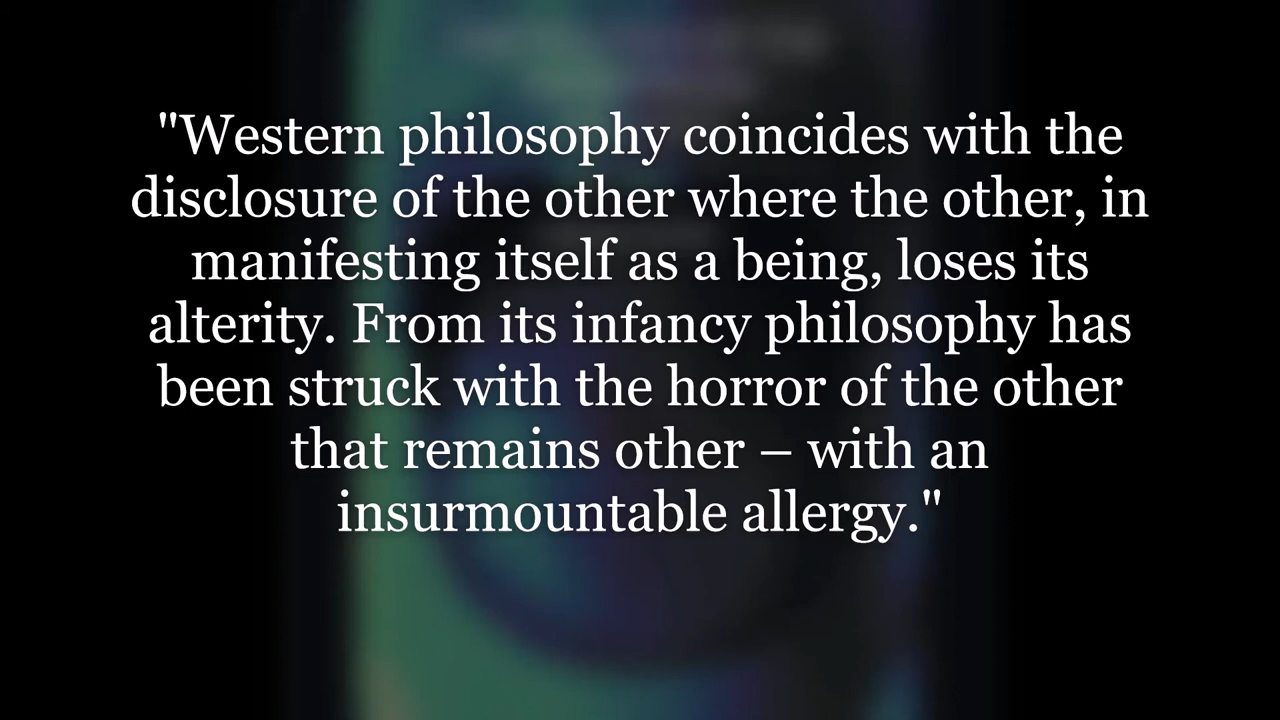 "Western philosophy coincides with the
disclosure of the other where the other, in
manifesting itself as a being, loses its
alterity. From its infancy philosophy has
been struck with the horror of the other
that remains other – with an
insurmountable allergy."